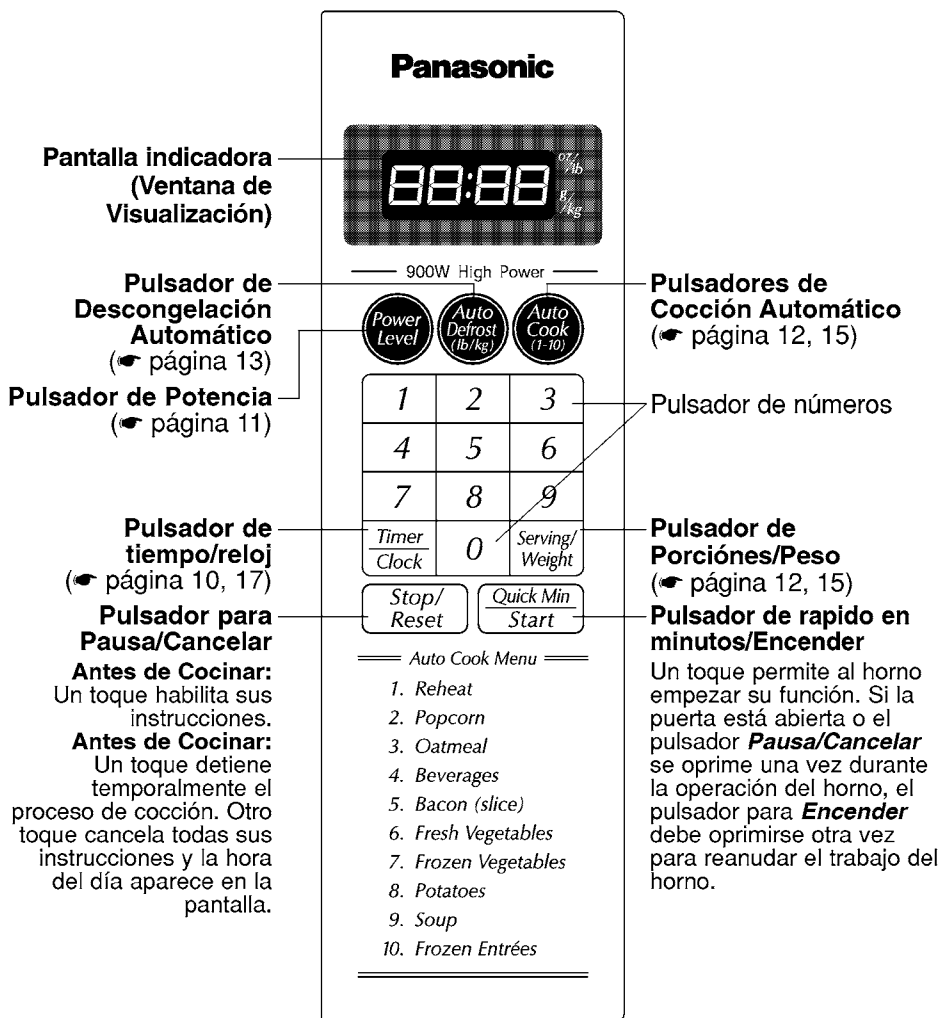 Panasonic
oz/lb
g/kg
88:88
Pantalla indicadora
(Ventana de
Visualización)
900W High Power
Pulsador de
Descongelación
Automático
(☛ página 13)
Pulsador de Potencia
(☛ página 11)
Power
Level
Auto
Defrost
(lb/kg)
Auto
Cook
(1-10)
Pulsadores de
Cocción Automático
(☛ página 12, 15)
1 2 3
4 5 6
7 8 9
Timer
Clock
0
Serving/
Weight
Pulsador de números
Pulsador de
tiempo/reloj
(☛ página 10, 17)
Pulsador de
Porciónes/Peso
(☛ página 12, 15)
Stop/
Reset
Quick Min
Start
Pulsador para
Pausa/Cancelar
Antes de Cocinar:
Un toque habilita sus
instrucciones.
Antes de Cocinar:
Un toque detiene
temporalmente el
proceso de cocción. Otro
toque cancela todas sus
instrucciones y la hora
del día aparece en la
pantalla.
Auto Cook Menu
1. Reheat
2. Popcorn
3. Oatmeal
4. Beverages
5. Bacon (slice)
6. Fresh Vegetables
7. Frozen Vegetables
8. Potatoes
9. Soup
10. Frozen Entrées
Pulsador de rapido en
minutos/Encender
Un toque permite al horno
empezar su función. Si la
puerta está abierta o el
pulsador Pausa/Cancelar
se oprime una vez durante
la operación del horno, el
pulsador para Encender
debe oprimirse otra vez
para reanudar el trabajo del
horno.